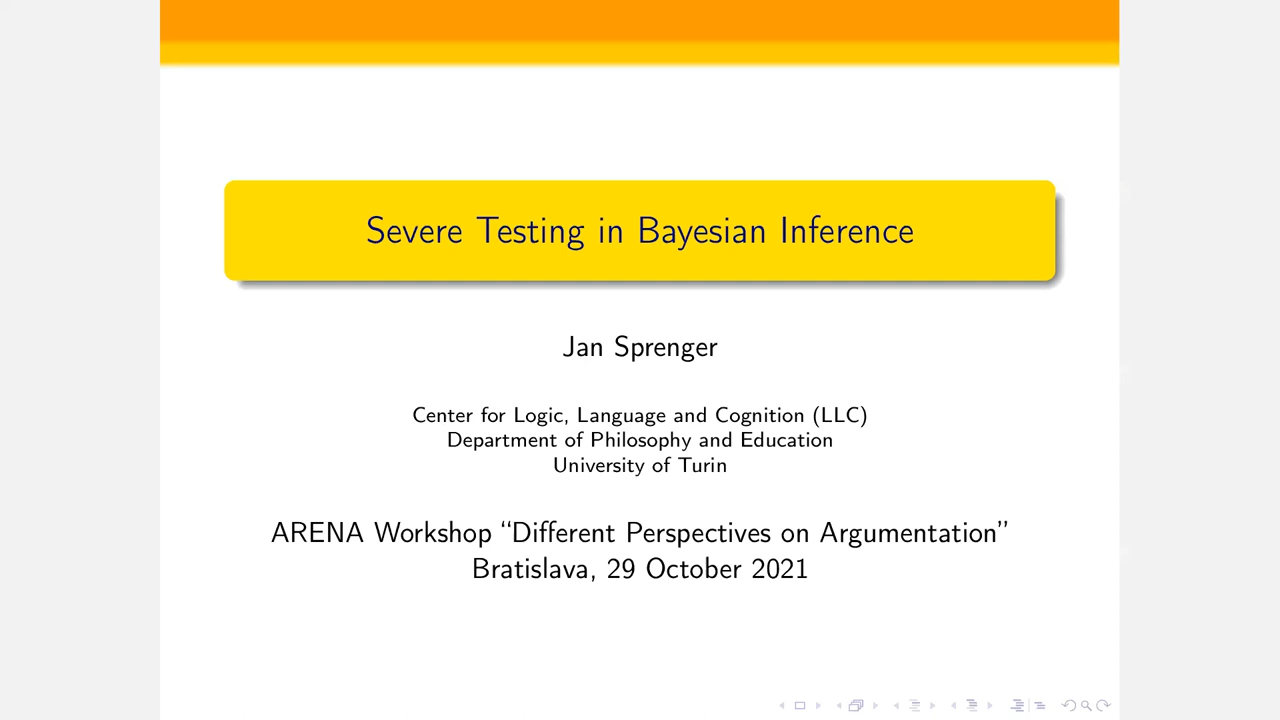 Severe Testing in Bayesian Inference
Jan Sprenger
Center for Logic, Language and Cognition (LLC)
Department of Philosophy and Education
University of Turin
ARENA Workshop “Different Perspectives on Argumentation”
Bratislava, 29 October 2021